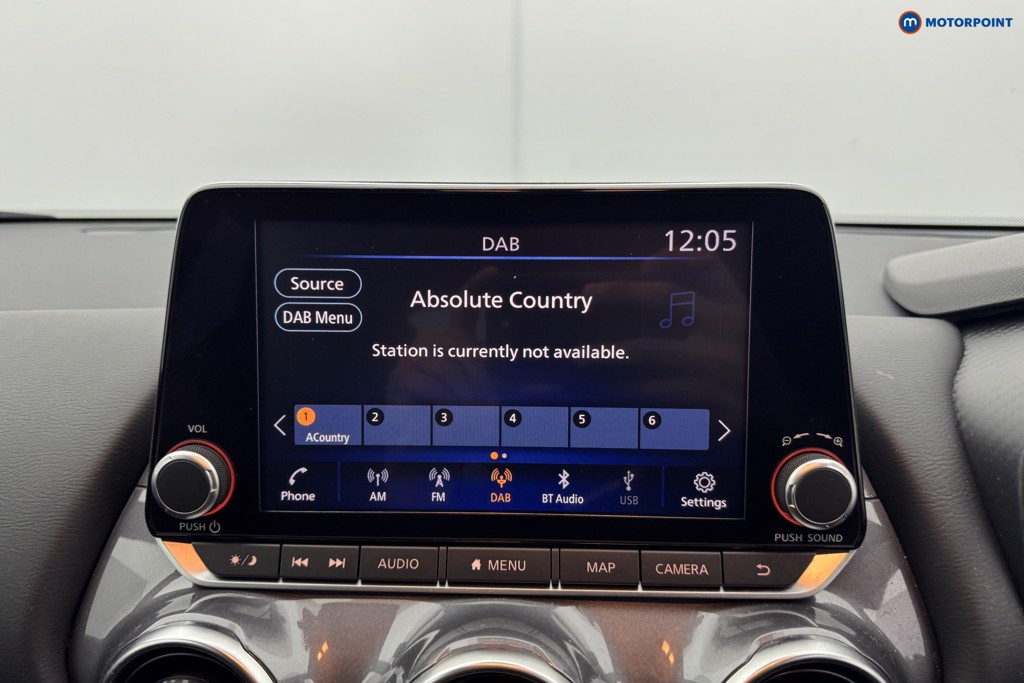 m MOTORPOINT
DAB
12:05
Source
Absolute Country
DAB Menu
Station is currently not available.
1 2 3 4 5 6
ACountry
Phone AM FM DAB BT Audio USB Settings
VOL
PUSH
PUSH SOUND
AUDIO MENU MAP CAMERA